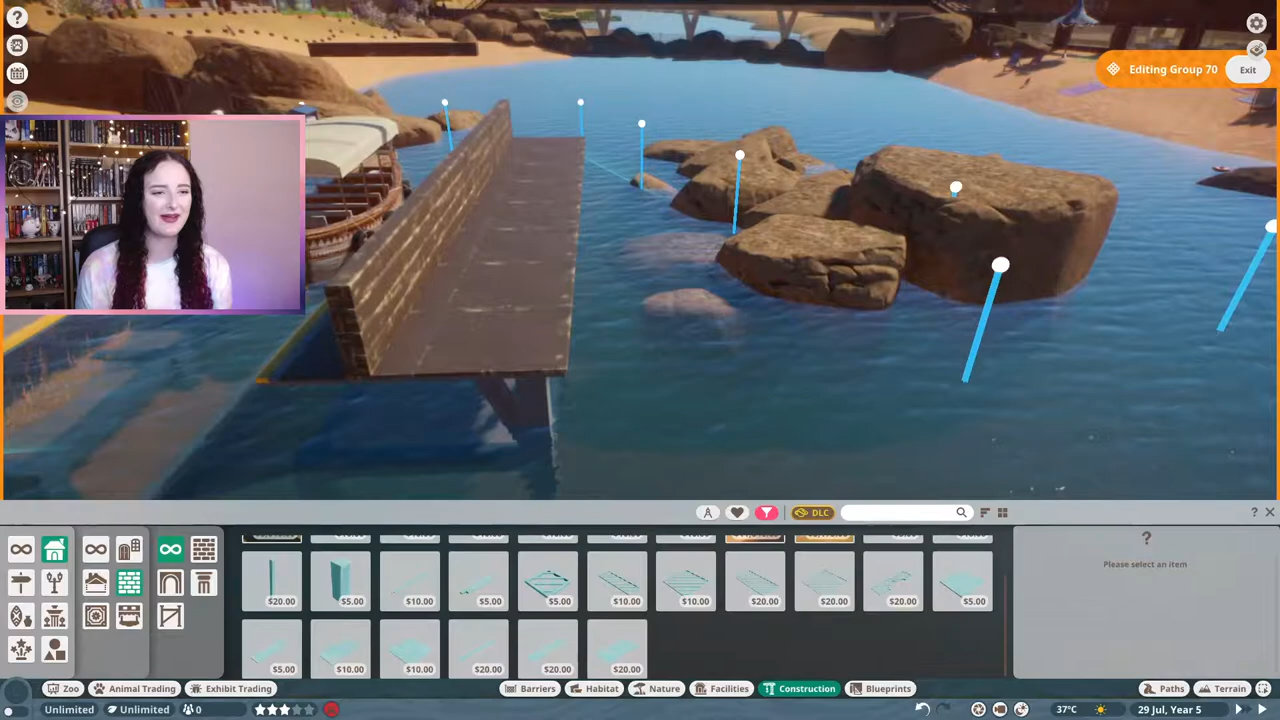 Editing Group 70
Exit
DLC
Please select an item
$20.00
$5.00
$10.00
$5.00
$5.00
$10.00
$10.00
$20.00
$20.00
$20.00
$5.00
$5.00
$10.00
$10.00
$20.00
$20.00
$20.00
Zoo
Animal Trading
Exhibit Trading
Barriers
Habitat
Nature
Facilities
Construction
Blueprints
Paths
Terrain
Unlimited
Unlimited
0
37°C
29 Jul, Year 5